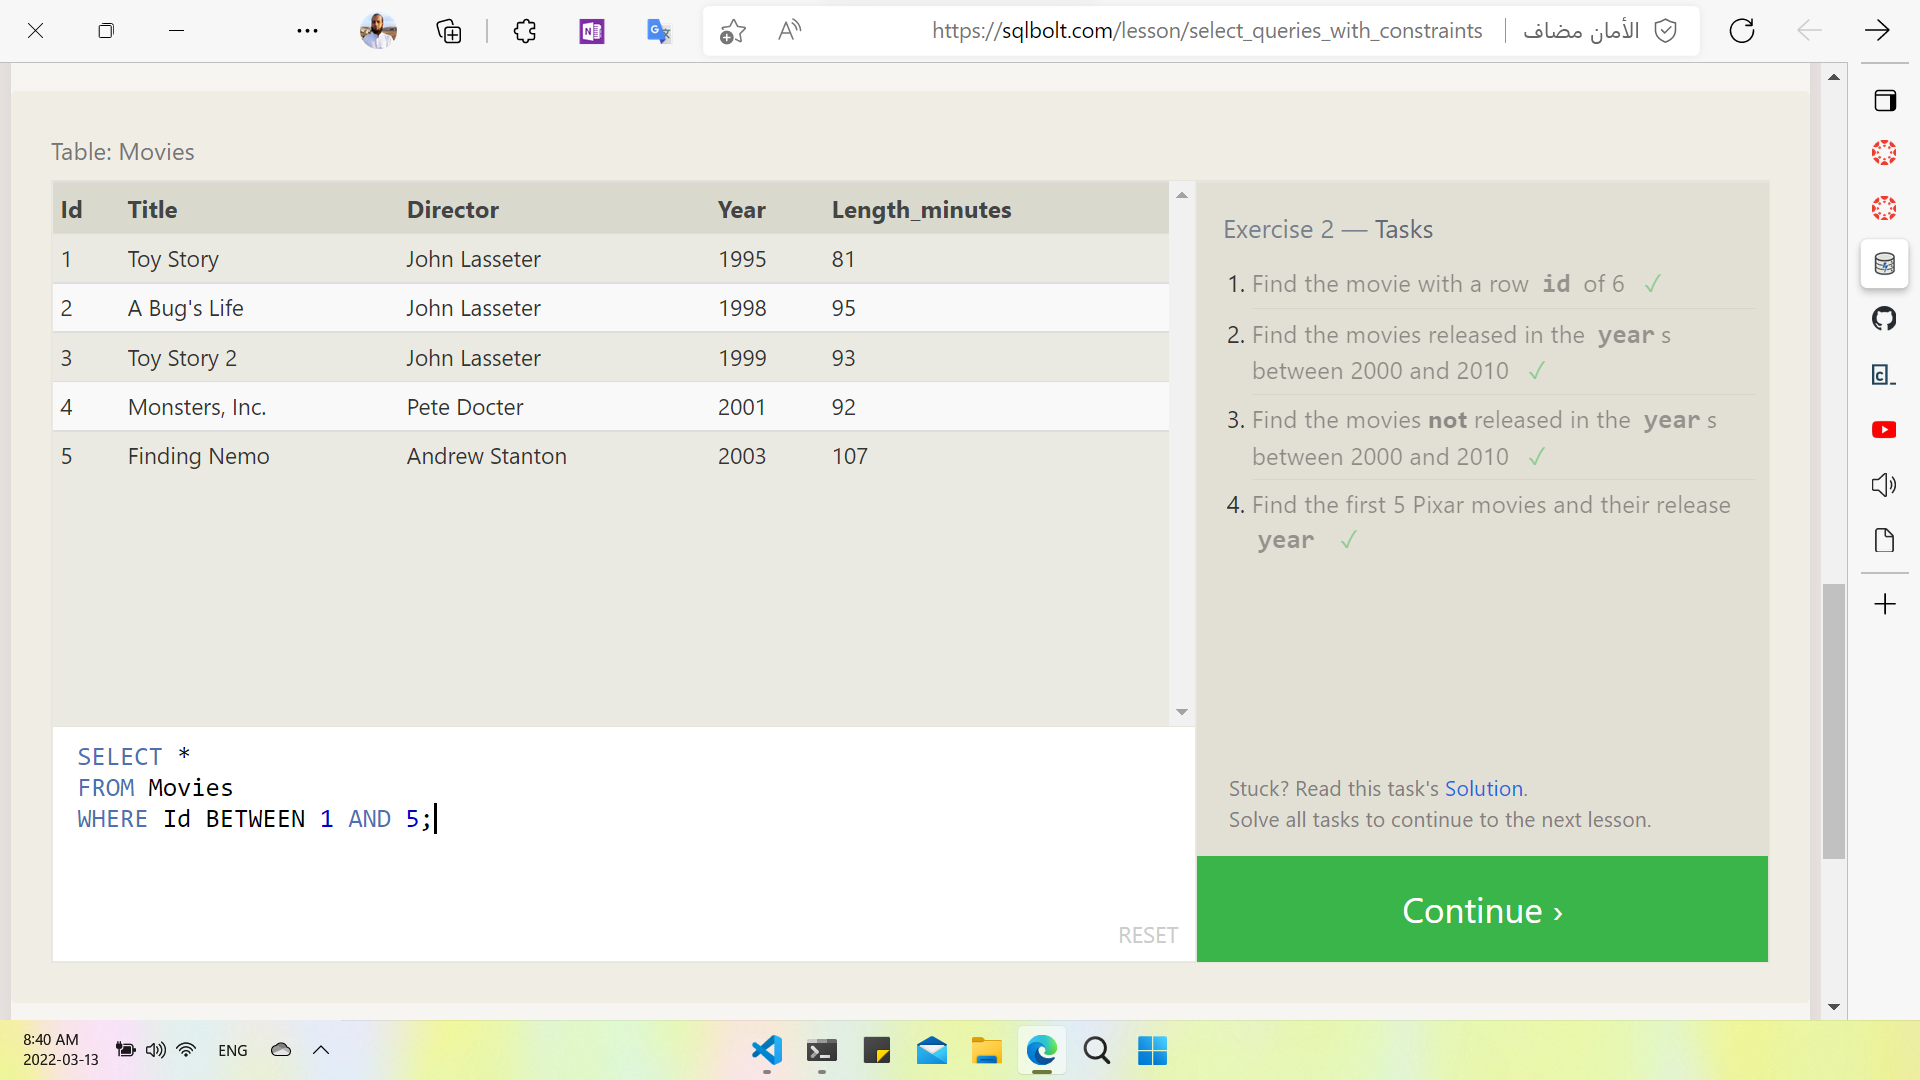 https://sqlbolt.com/lesson/select_queries_with_constraints
الأمان مضاف
Table: Movies
Id Title Director Year Length_minutes
1 Toy Story John Lasseter 1995 81
2 A Bug's Life John Lasseter 1998 95
3 Toy Story 2 John Lasseter 1999 93
4 Monsters, Inc. Pete Docter 2001 92
5 Finding Nemo Andrew Stanton 2003 107
SELECT *
FROM Movies
WHERE Id BETWEEN 1 AND 5;
RESET
Exercise 2 — Tasks
1. Find the movie with a row id of 6 ✓
2. Find the movies released in the year s
between 2000 and 2010 ✓
3. Find the movies not released in the year s
between 2000 and 2010 ✓
4. Find the first 5 Pixar movies and their release
year ✓
Stuck? Read this task's Solution.
Solve all tasks to continue to the next lesson.
Continue ›
8:40 AM
2022-03-13
ENG